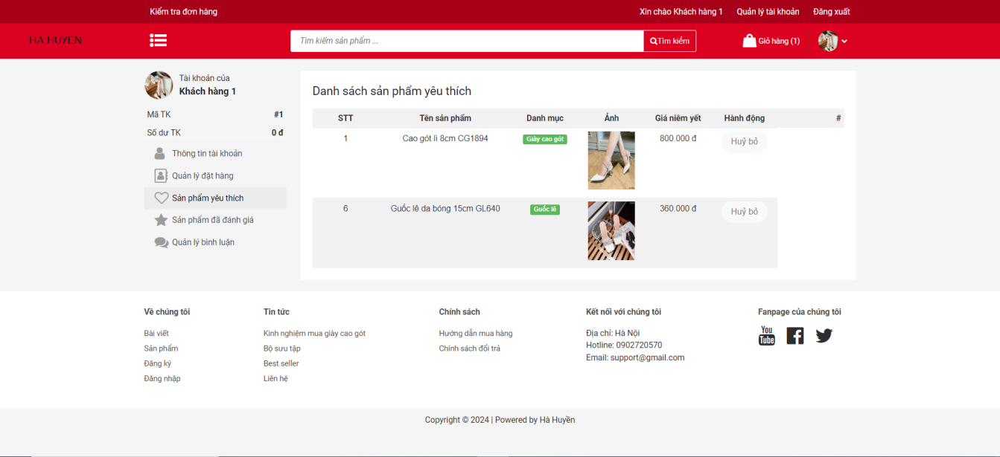 Kiểm tra đơn hàng
Xin chào Khách hàng 1 Quản lý tài khoản Đăng xuất
HA HUYEN
Tìm kiếm sản phẩm ...
Tìm kiếm
Giỏ hàng (1)
Tài khoản của
Khách hàng 1
Mã TK #1
Số dư TK 0 đ
Thông tin tài khoản
Quản lý đặt hàng
Sản phẩm yêu thích
Sản phẩm đã đánh giá
Quản lý bình luận
Danh sách sản phẩm yêu thích
STT Tên sản phẩm Danh mục Ảnh Giá niêm yết Hành động #
1 Cao gót lì 8cm CG1894 Giày cao gót 800.000 đ Huỷ bỏ
6 Guốc lê da bóng 15cm GL640 Guốc lê 360.000 đ Huỷ bỏ
Về chúng tôi
Bài viết
Sản phẩm
Đăng ký
Đăng nhập
Tin tức
Kinh nghiệm mua giày cao gót
Bộ sưu tập
Best seller
Liên hệ
Chính sách
Hướng dẫn mua hàng
Chính sách đổi trả
Kết nối với chúng tôi
Địa chỉ: Hà Nội
Hotline: 0902720570
Email: support@gmail.com
Fanpage của chúng tôi
You
Tube
Copyright © 2024 | Powered by Hà Huyền